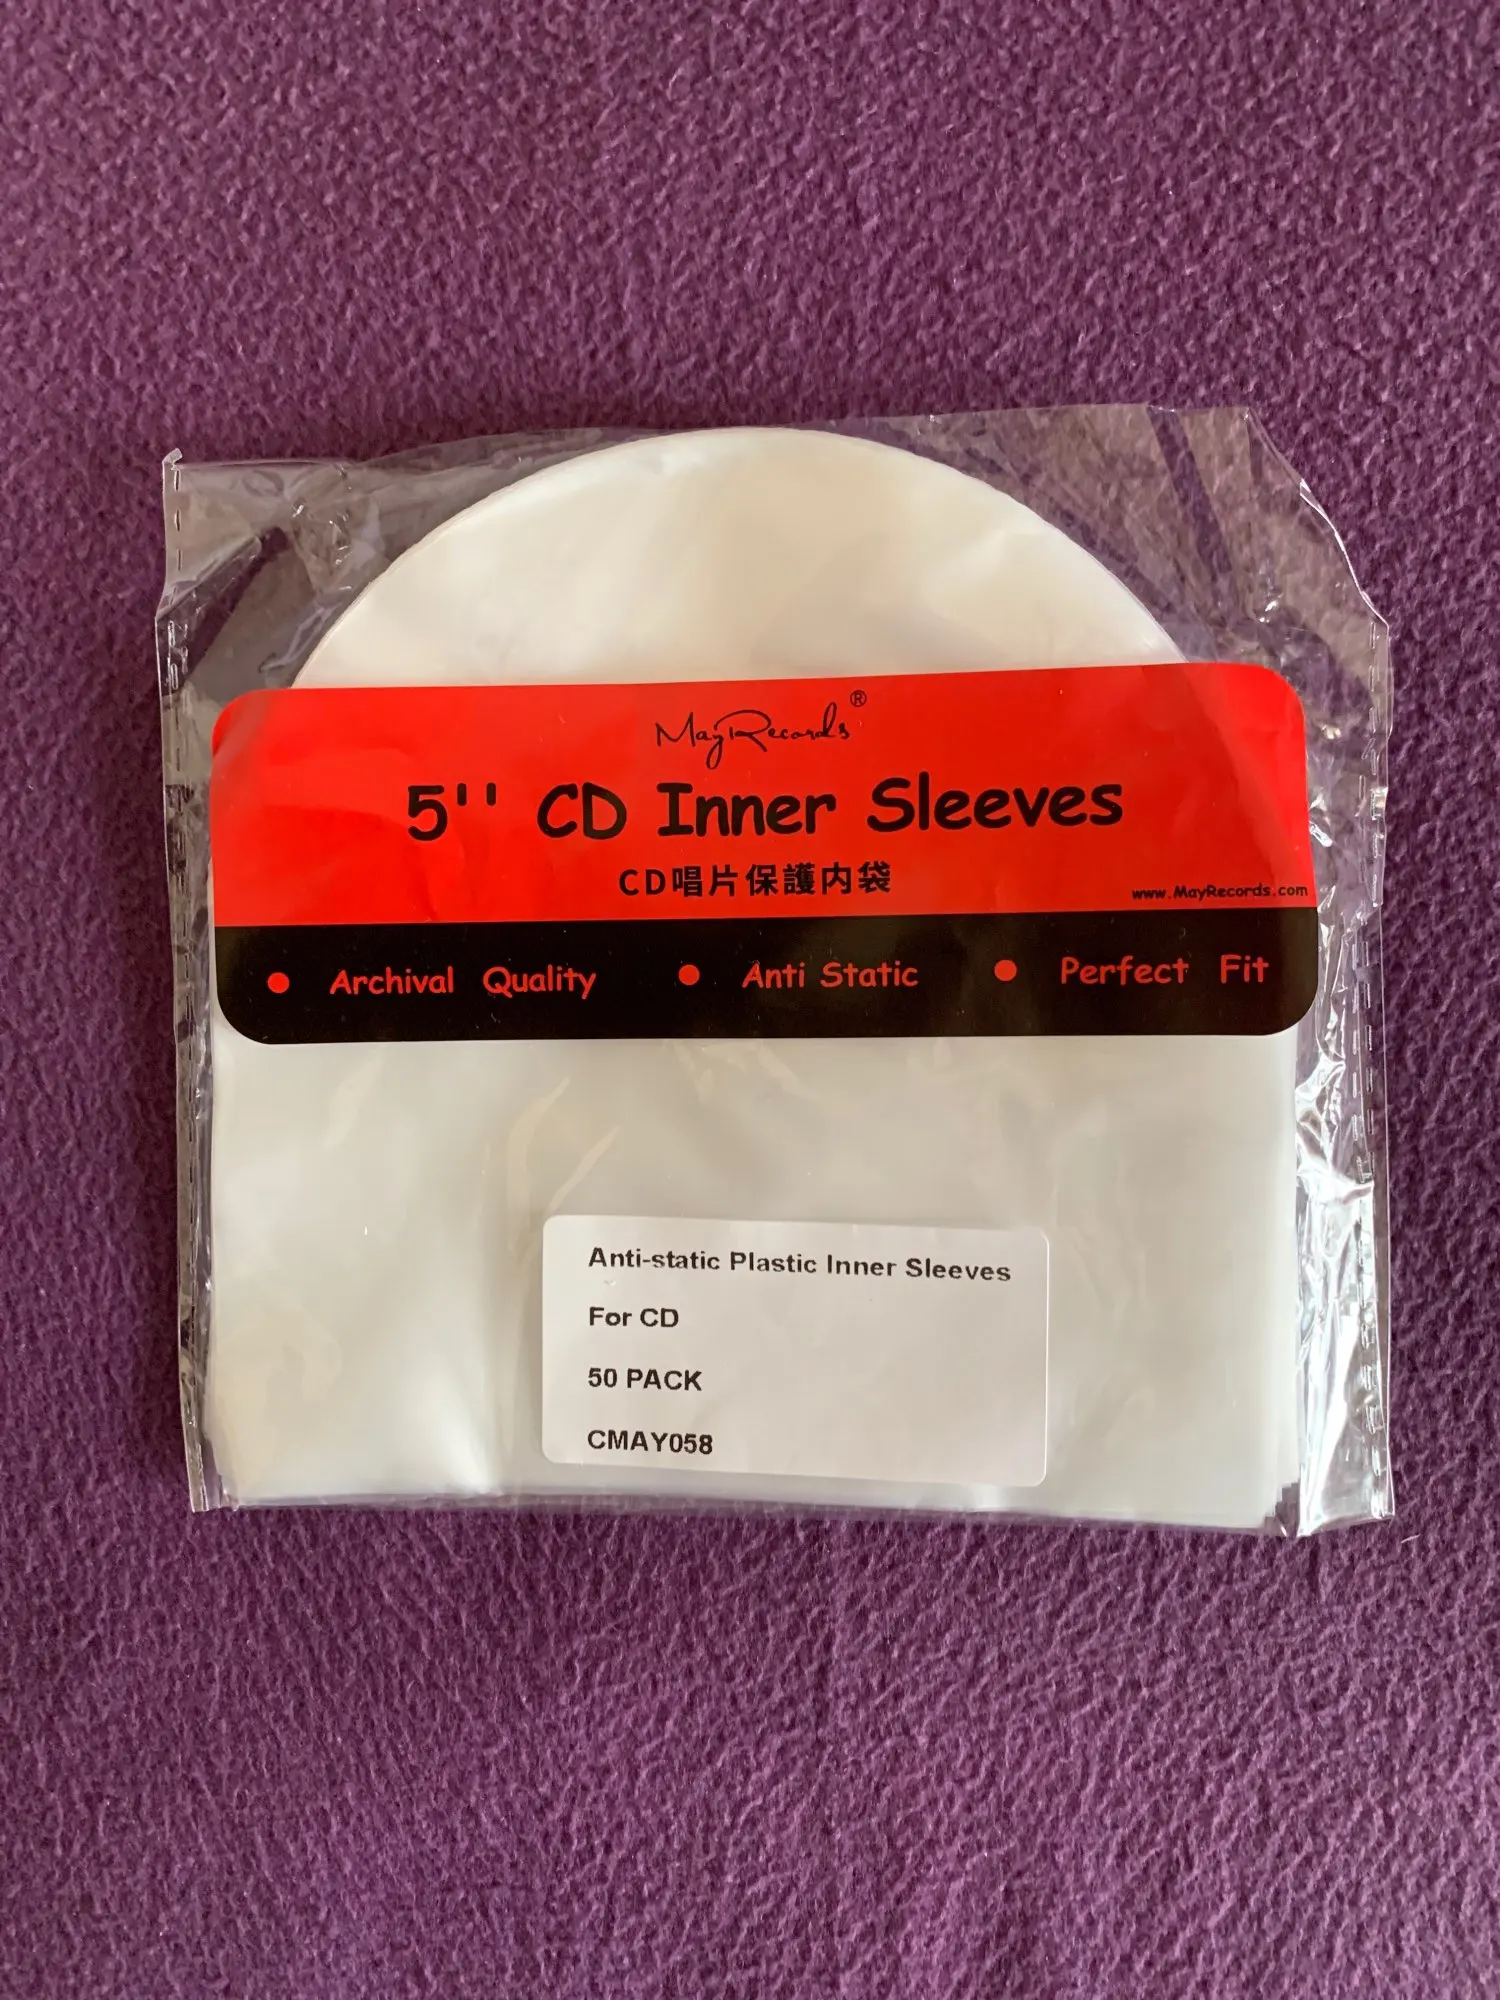 MayRecords®
5'' CD Inner Sleeves
CD唱片保護内袋
www.MayRecords.com
● Archival Quality ● Anti Static ● Perfect Fit
Anti-static Plastic Inner Sleeves
For CD
50 PACK
CMAY058